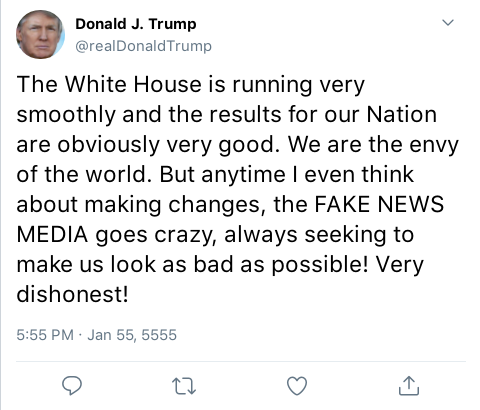 Donald J. Trump
@realDonaldTrump
The White House is running very
smoothly and the results for our Nation
are obviously very good. We are the envy
of the world. But anytime I even think
about making changes, the FAKE NEWS
MEDIA goes crazy, always seeking to
make us look as bad as possible! Very
dishonest!
5:55 PM · Jan 55, 5555